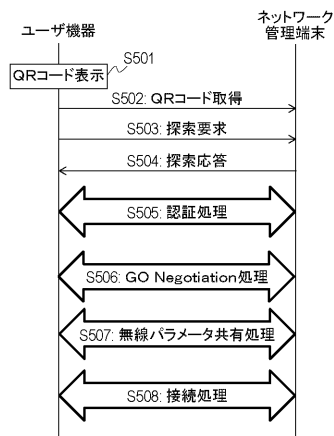 ユーザ機器
ネットワーク
管理端末
S501
QRコード表示
S502: QRコード取得
S503: 探索要求
S504: 探索応答
S505: 認証処理
S506: GO Negotiation処理
S507: 無線パラメータ共有処理
S508: 接続処理